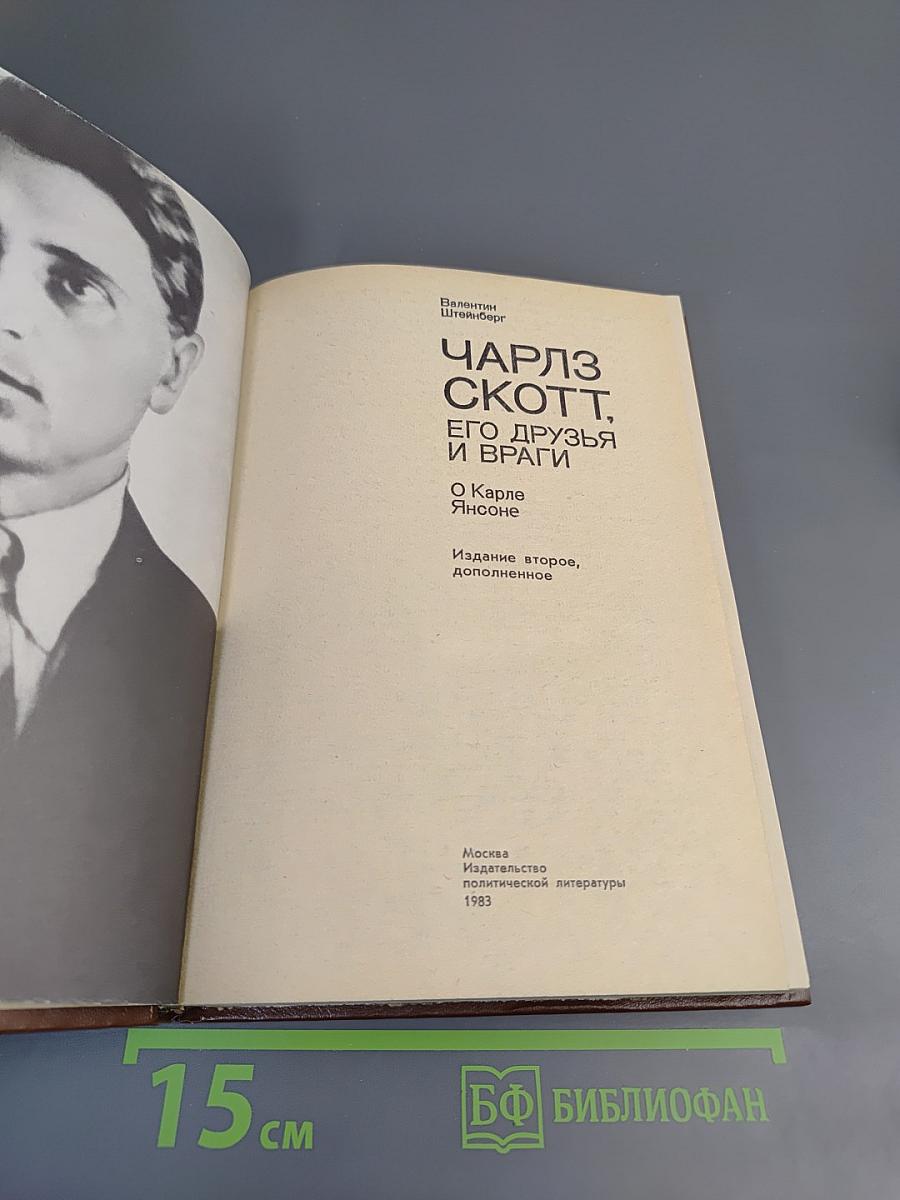 Валентин
Штейнберг
ЧАРЛЗ
СКОТТ,
ЕГО ДРУЗЬЯ
И ВРАГИ
О Карле
Янсоне
Издание второе,
дополненное
Москва
Издательство
политической литературы
1983
15 см
БФ БИБЛИОФАН